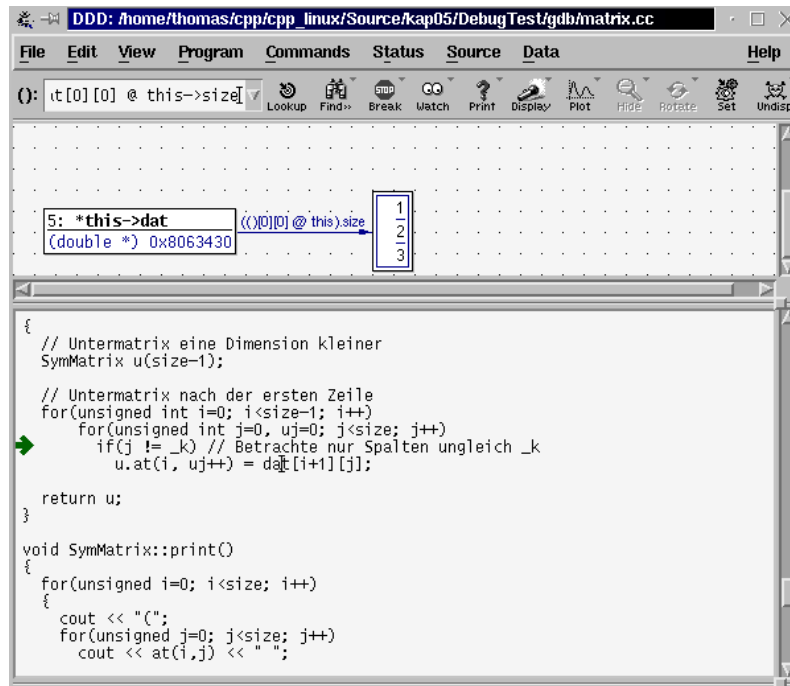 DDD: /home/thomas/cpp/cpp_linux/Source/kap05/DebugTest/gdb/matrix.cc
File Edit View Program Commands Status Source Data Help
(): t[0][0] @ this->size
Lookup Find» Break Watch Print Display Plot Hide Rotate Set Undisp
5: *this->dat
(double *) 0x8063430
(()[0][0] @ this).size
1
2
3
{
// Untermatrix eine Dimension kleiner
SymMatrix u(size-1);
// Untermatrix nach der ersten Zeile
for(unsigned int i=0; i<size-1; i++)
for(unsigned int j=0, uj=0; j<size; j++)
if(j != _k) // Betrachte nur Spalten ungleich _k
u.at(i, uj++) = dat[i+1][j];
return u;
}
void SymMatrix::print()
{
for(unsigned i=0; i<size; i++)
{
cout << "(";
for(unsigned j=0; j<size; j++)
cout << at(i,j) << " ";